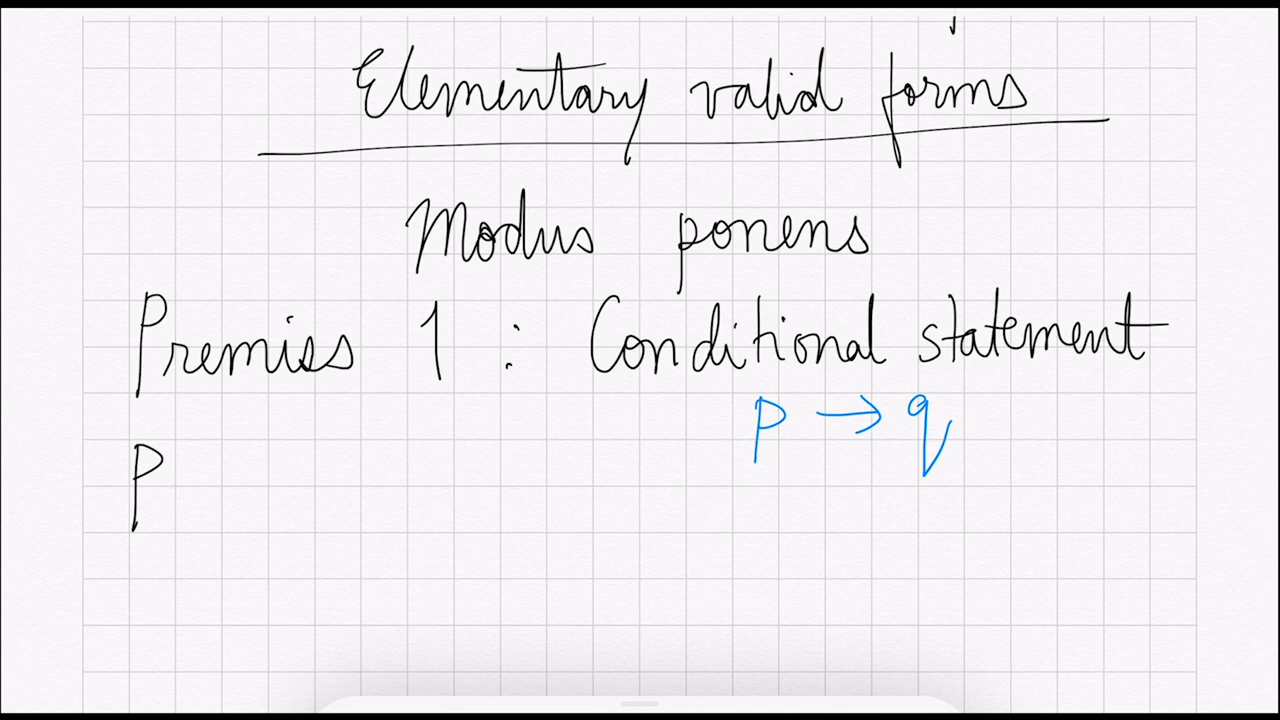 Elementary valid forms
Modus ponens
Premiss 1 : Conditional statement
p → q
P